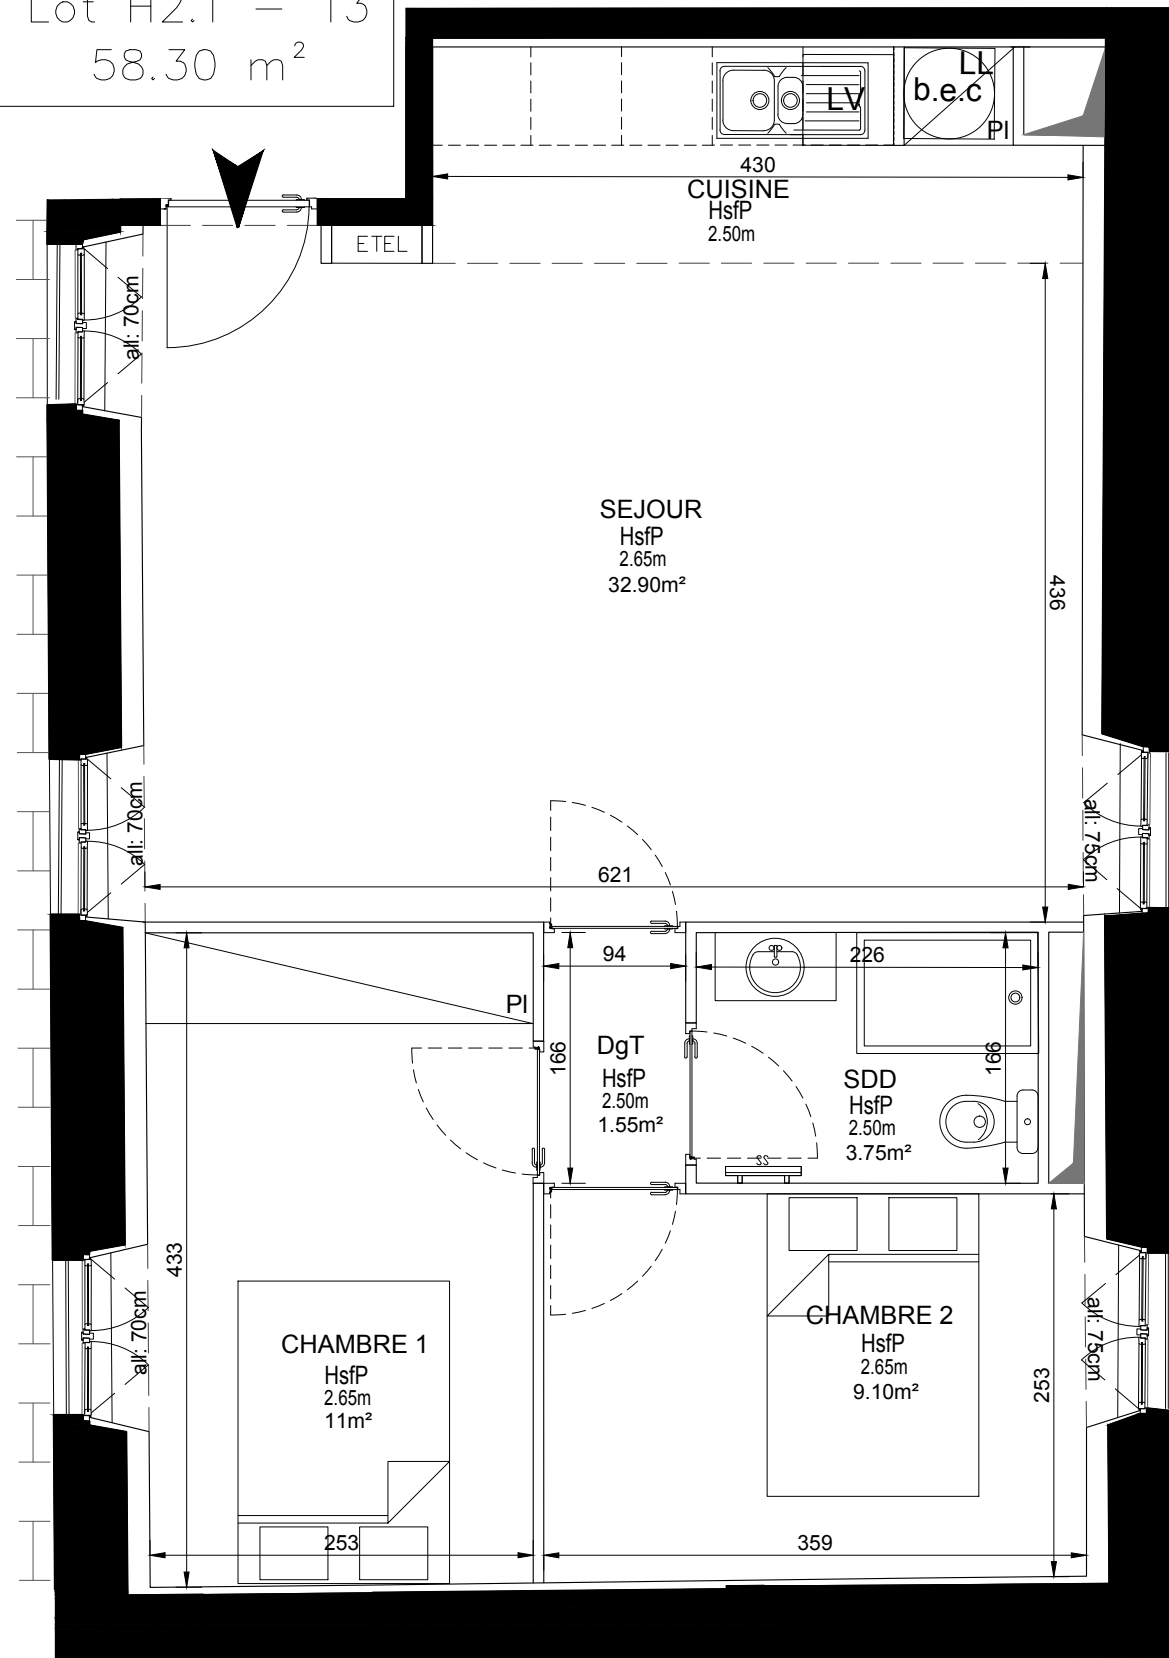 Lot H2.1 – T3
58.30 m²
LL
b.e.c
LV
Pl
430
CUISINE
HsfP
2.50m
ETEL
all: 70cm
SEJOUR
HsfP
2.65m
32.90m²
436
all: 70cm
all: 75cm
621
94
226
Pl
166
DgT
HsfP
2.50m
1.55m²
166
SDD
HsfP
2.50m
3.75m²
433
all: 70cm
CHAMBRE 1
HsfP
2.65m
11m²
CHAMBRE 2
HsfP
2.65m
9.10m²
all: 75cm
253
253
359